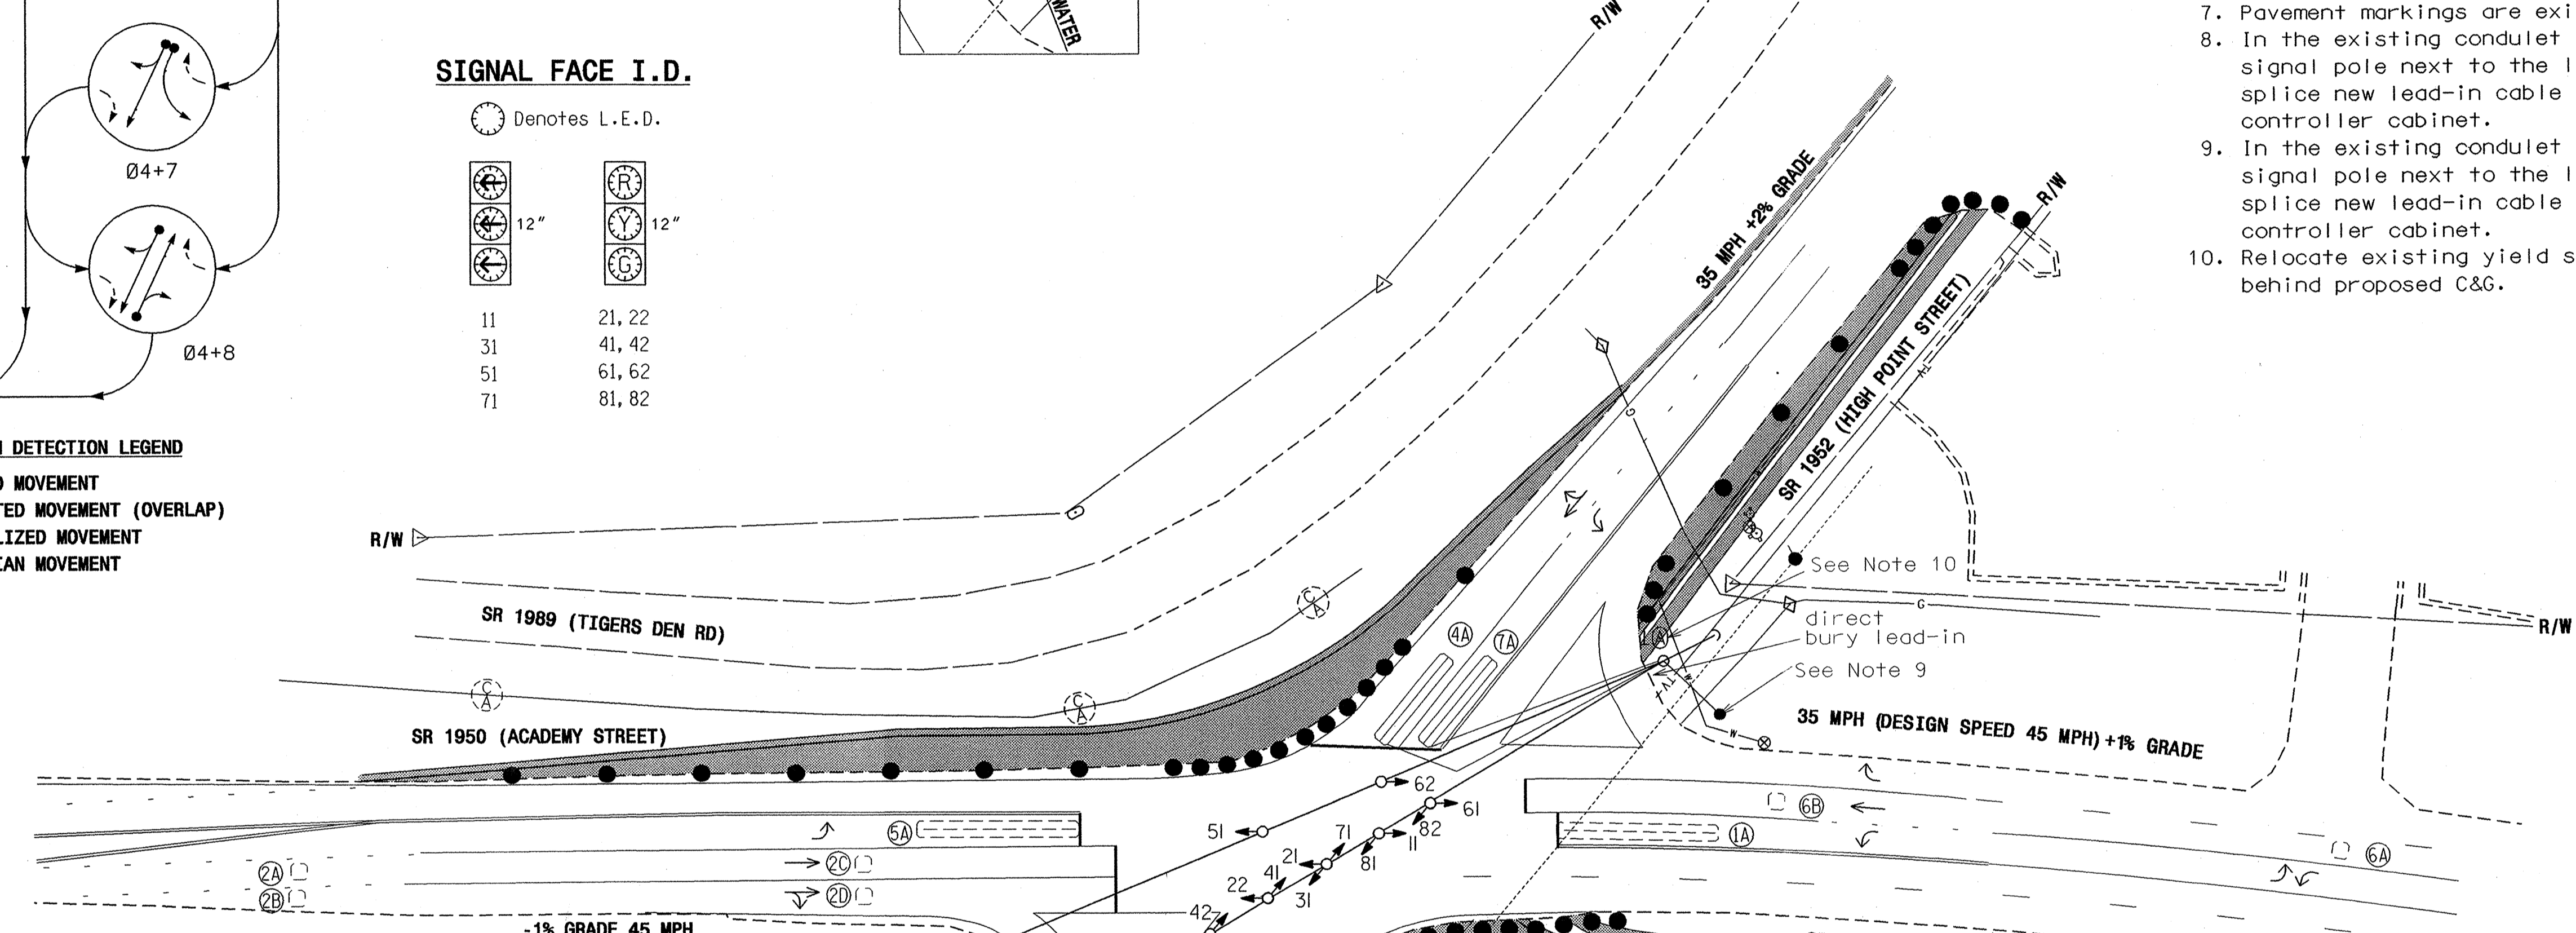 Ø4+7
Ø4+8
DETECTION LEGEND
MOVEMENT
MOVEMENT (OVERLAP)
MOVEMENT
MOVEMENT
SIGNAL FACE I.D.
Denotes L.E.D.
R
Y 12"
G
12"
11 21, 22
31 41, 42
51 61, 62
71 81, 82
WATER
R/W
7. Pavement markings are exi
8. In the existing condulet
signal pole next to the
splice new lead-in cable
controller cabinet.
9. In the existing condulet
signal pole next to the
splice new lead-in cable
controller cabinet.
10. Relocate existing yield s
behind proposed C&G.
35 MPH +2% GRADE
R/W
SR 1952 (HIGH POINT STREET)
TV
G
R/W
SR 1989 (TIGERS DEN RD)
C A
C A
C A
SR 1950 (ACADEMY STREET)
4A
7A
See Note 10
direct
bury lead-in
See Note 9
G
R/W
TV
W
W
35 MPH (DESIGN SPEED 45 MPH) +1% GRADE
62
61
82
11
81
71
51
21
41
31
22
42
5A
2A
2B
2C
2D
6B
1A
6A
-1% GRADE 45 MPH